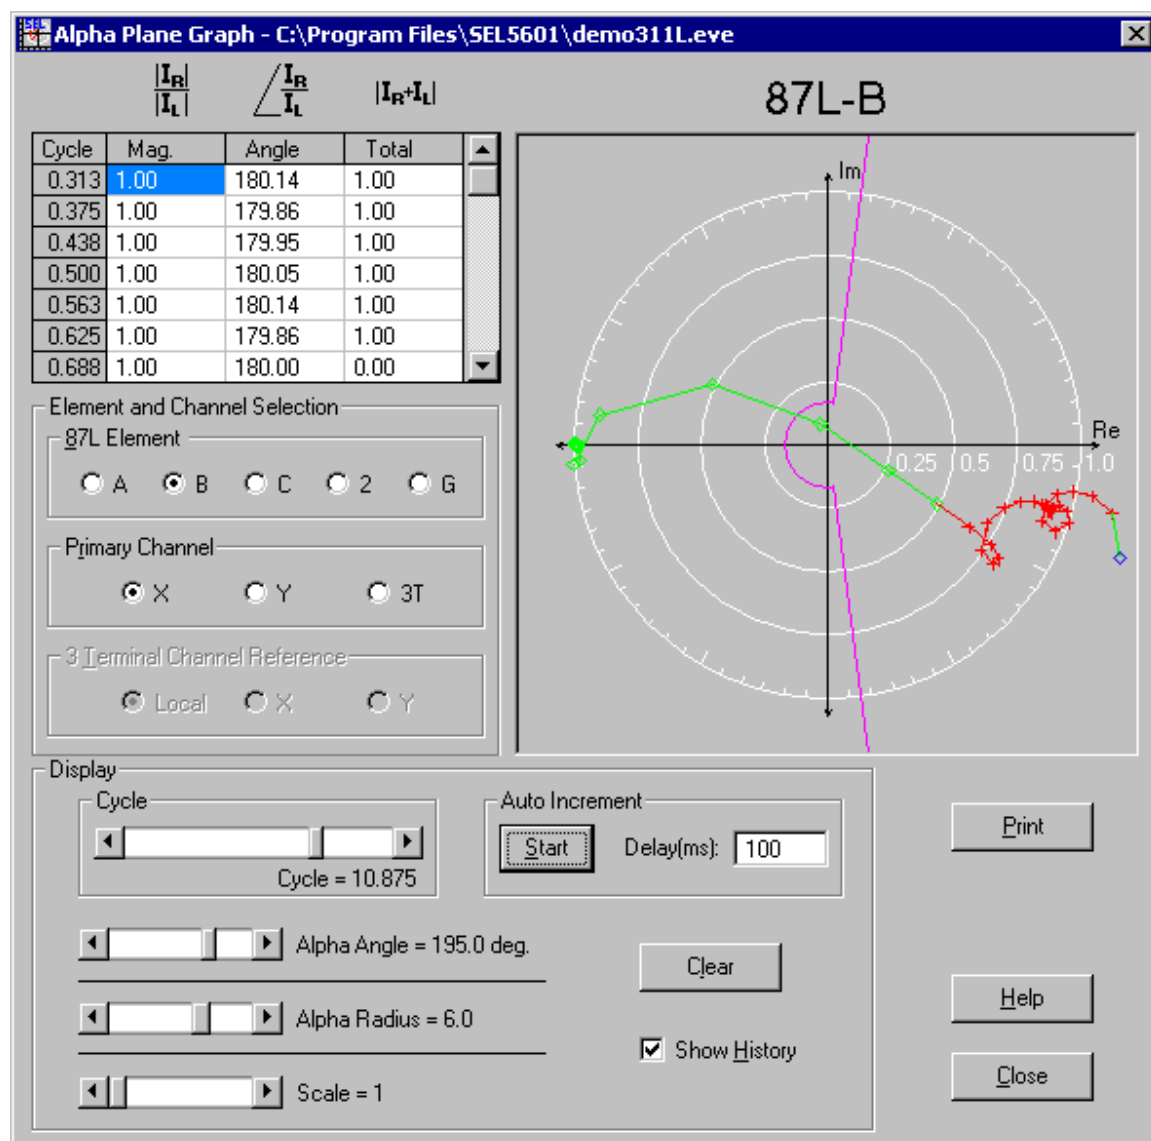 SEL
Alpha Plane Graph - C:\Program Files\SEL5601\demo311L.eve
|IR| / |IL|
∠ IR / IL
|IR+IL|
87L-B
Cycle Mag. Angle Total
0.313 1.00 180.14 1.00
0.375 1.00 179.86 1.00
0.438 1.00 179.95 1.00
0.500 1.00 180.05 1.00
0.563 1.00 180.14 1.00
0.625 1.00 179.86 1.00
0.688 1.00 180.00 0.00
Im
Re
0.25 0.5 0.75 1.0
Element and Channel Selection
87L Element
A B C 2 G
Primary Channel
X Y 3T
3 Terminal Channel Reference
Local X Y
Display
Cycle
Cycle = 10.875
Auto Increment
Start Delay(ms): 100
Print
Alpha Angle = 195.0 deg.
Clear
Alpha Radius = 6.0
Help
Show History
Scale = 1
Close